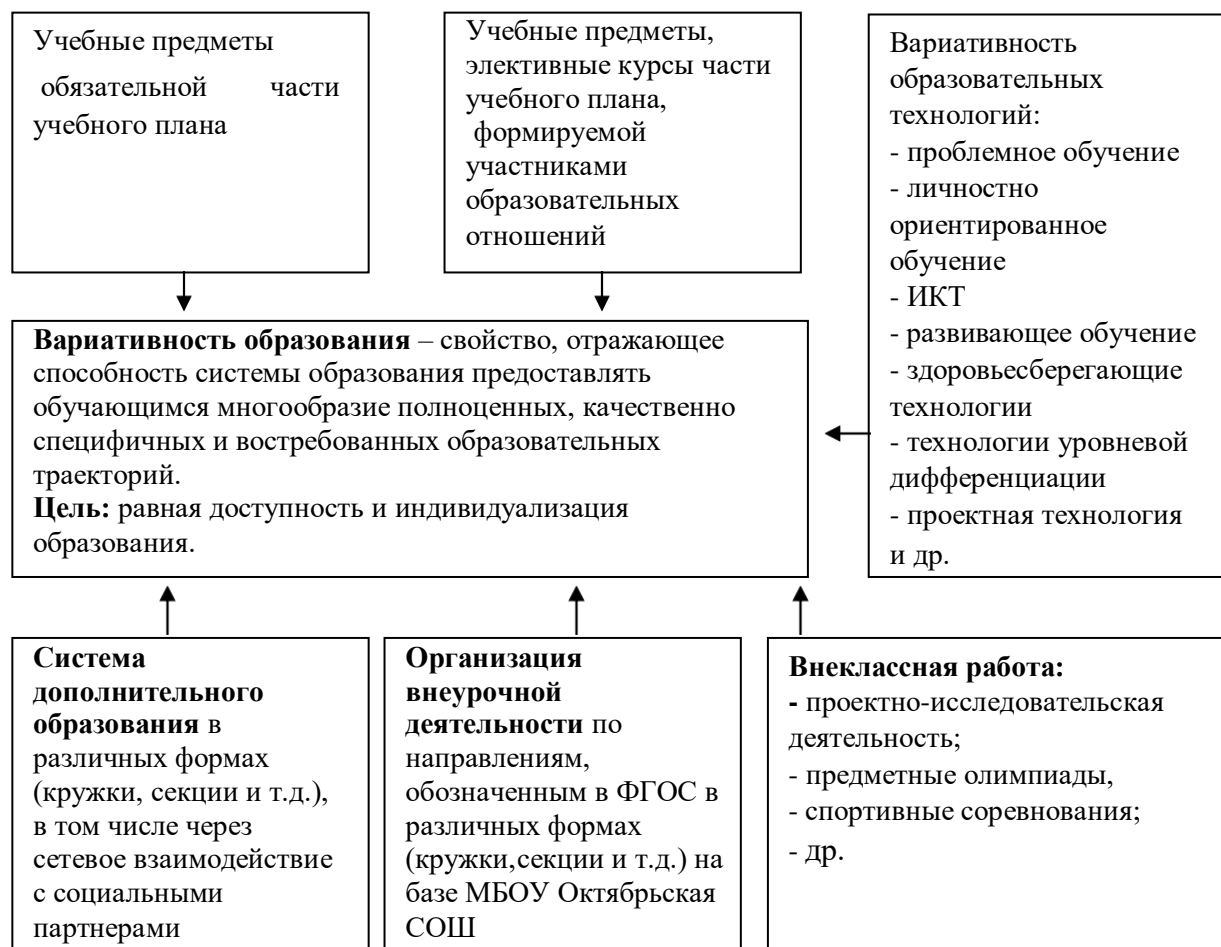 Учебные предметы
обязательной части
учебного плана
Учебные предметы,
элективные курсы части
учебного плана,
формируемой
участниками
образовательных
отношений
Вариативность
образовательных
технологий:
- проблемное обучение
- личностно
ориентированное
обучение
- ИКТ
- развивающее обучение
- здоровьесберегающие
технологии
- технологии уровневой
дифференциации
- проектная технология
и др.
Вариативность образования – свойство, отражающее
способность системы образования предоставлять
обучающимся многообразие полноценных, качественно
специфичных и востребованных образовательных
траекторий.
Цель: равная доступность и индивидуализация
образования.
Система
дополнительного
образования в
различных формах
(кружки, секции и т.д.),
в том числе через
сетевое взаимодействие
с социальными
партнерами
Организация
внеурочной
деятельности по
направлениям,
обозначенным в ФГОС в
различных формах
(кружки,секции и т.д.) на
базе МБОУ Октябрьская
СОШ
Внеклассная работа:
- проектно-исследовательская
деятельность;
- предметные олимпиады,
- спортивные соревнования;
- др.